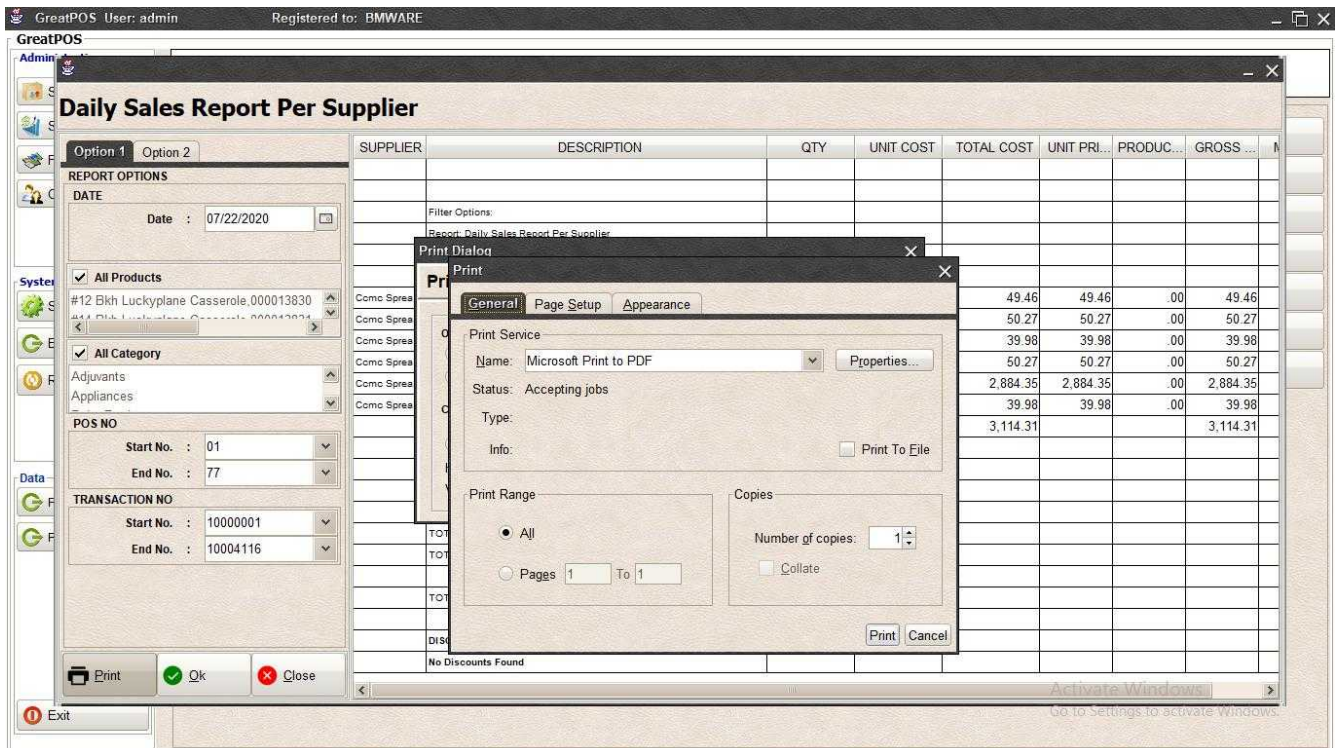 GreatPOS User: admin Registered to: BMWARE
GreatPOS
Daily Sales Report Per Supplier
Option 1 Option 2
REPORT OPTIONS
DATE
Date : 07/22/2020
All Products
#12 Bkh Luckyplane Casserole,000013830
All Category
Adjuvants
Appliances
POS NO
Start No. : 01
End No. : 77
TRANSACTION NO
Start No. : 10000001
End No. : 10004116
Print Ok Close
Exit
Data
SUPPLIER DESCRIPTION QTY UNIT COST TOTAL COST UNIT PRI... PRODUC... GROSS ...
Filter Options:
Report: Daily Sales Report Per Supplier
49.46 49.46 .00 49.46
50.27 50.27 .00 50.27
39.98 39.98 .00 39.98
50.27 50.27 .00 50.27
2,884.35 2,884.35 .00 2,884.35
39.98 39.98 .00 39.98
3,114.31 3,114.31
No Discounts Found
Print Dialog
Print
General Page Setup Appearance
Print Service
Name: Microsoft Print to PDF Properties...
Status: Accepting jobs
Type:
Info: Print To File
Print Range
All
Pages 1 To 1
Copies
Number of copies: 1
Collate
Print Cancel
Activate Windows
Go to Settings to activate Windows.